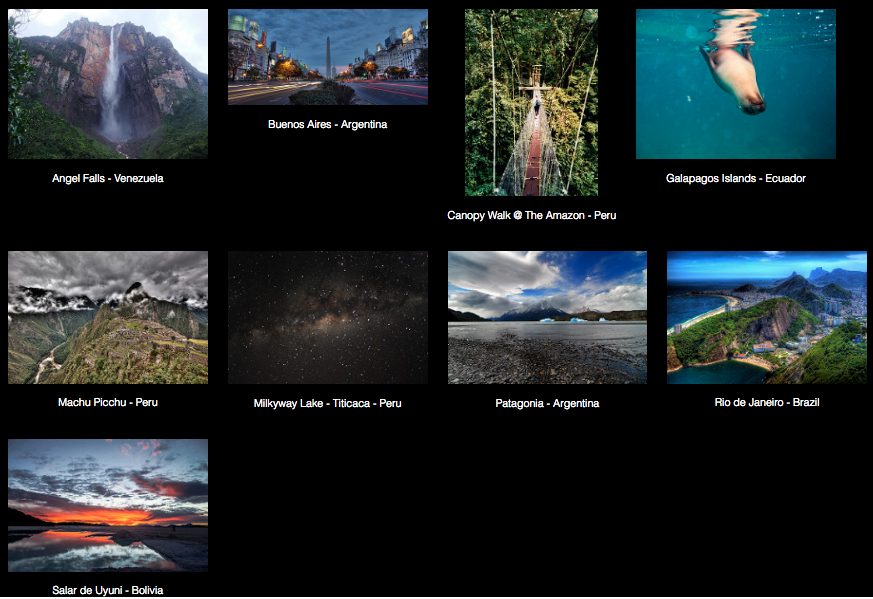 Angel Falls - Venezuela
Buenos Aires - Argentina
Canopy Walk @ The Amazon - Peru
Galapagos Islands - Ecuador
Machu Picchu - Peru
Milkyway Lake - Titicaca - Peru
Patagonia - Argentina
Rio de Janeiro - Brazil
Salar de Uyuni - Bolivia